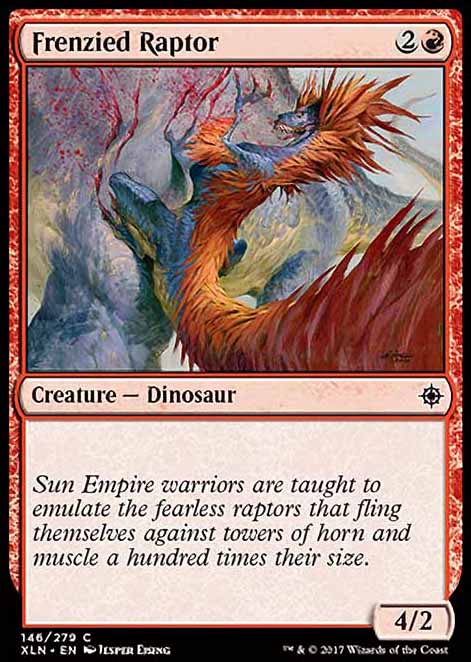 Frenzied Raptor 2
Creature — Dinosaur
Sun Empire warriors are taught to
emulate the fearless raptors that fling
themselves against towers of horn and
muscle a hundred times their size.
4/2
146/279 C
XLN • EN Jesper Ejsing
™ & © 2017 Wizards of the Coast